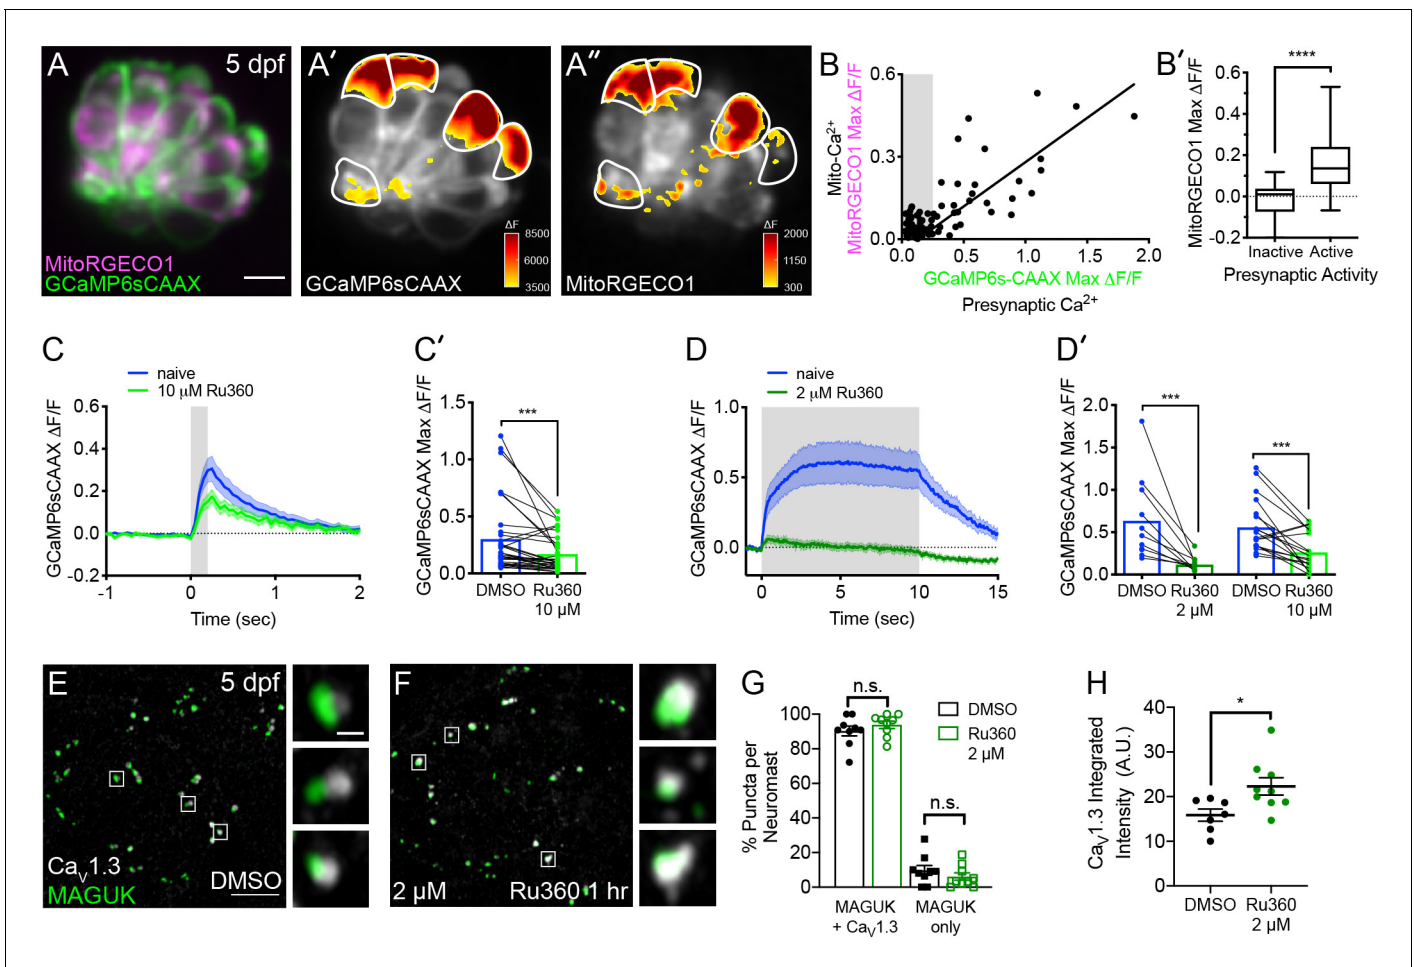 A
5 dpf
MitoRGECO1
GCaMP6sCAAX
A′
GCaMP6sCAAX
ΔF
8500
6000
3500
A″
MitoRGECO1
ΔF
2000
1150
300
B
Mito-Ca2+
MitoRGECO1 Max ΔF/F
0.6
0.3
0.0
0.0 0.5 1.0 1.5 2.0
GCaMP6s-CAAX Max ΔF/F
Presynaptic Ca2+
B′
****
MitoRGECO1 Max ΔF/F
0.6
0.4
0.2
0.0
-0.2
Inactive Active
Presynaptic Activity
C
naive
10 μM Ru360
GCaMP6sCAAX ΔF/F
0.6
0.4
0.2
0.0
-0.2
-1 0 1 2
Time (sec)
C′
GCaMP6sCAAX Max ΔF/F
1.5
1.0
0.5
0.0
***
DMSO Ru360
10 μM
D
naive
2 μM Ru360
GCaMP6sCAAX ΔF/F
1.0
0.5
0.0
0 5 10 15
Time (sec)
D′
GCaMP6sCAAX Max ΔF/F
2.0
1.5
1.0
0.5
0.0
***
***
DMSO Ru360 DMSO Ru360
2 μM 10 μM
E
5 dpf
CaV1.3
MAGUK
DMSO
F
2 μM
Ru360 1 hr
G
n.s.
n.s.
% Puncta per
Neuromast
100
80
60
40
20
0
DMSO
Ru360
2 μM
MAGUK
+ CaV1.3
MAGUK
only
H
*
CaV1.3 Integrated
Intensity (A.U.)
40
30
20
10
0
DMSO Ru360
2 μM